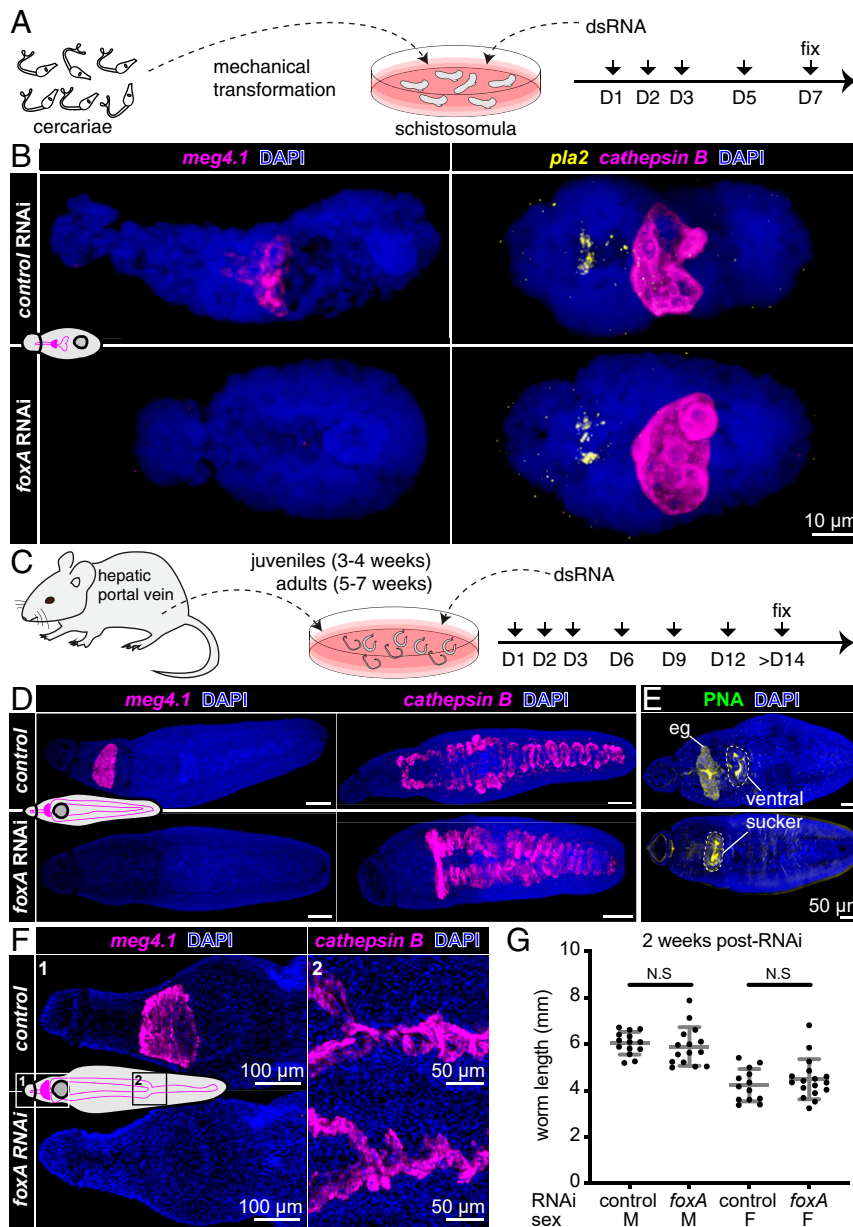 A
dsRNA
mechanical
transformation
fix
D1 D2 D3 D5 D7
cercariae
schistosomula
B
meg4.1 DAPI
pla2 cathepsin B DAPI
control RNAi
foxA RNAi
10 µm
C
hepatic
portal vein
juveniles (3-4 weeks)
adults (5-7 weeks)
dsRNA
fix
D1 D2 D3 D6 D9 D12 >D14
D
meg4.1 DAPI
cathepsin B DAPI
control
foxA RNAi
E
PNA DAPI
eg
ventral
sucker
50 µm
F
meg4.1 DAPI
cathepsin B DAPI
control
foxA RNAi
1
2
1
2
100 µm
50 µm
100 µm
50 µm
G
2 weeks post-RNAi
N.S
N.S
worm length (mm)
10
8
6
4
2
0
RNAi control foxA control foxA
sex M M F F